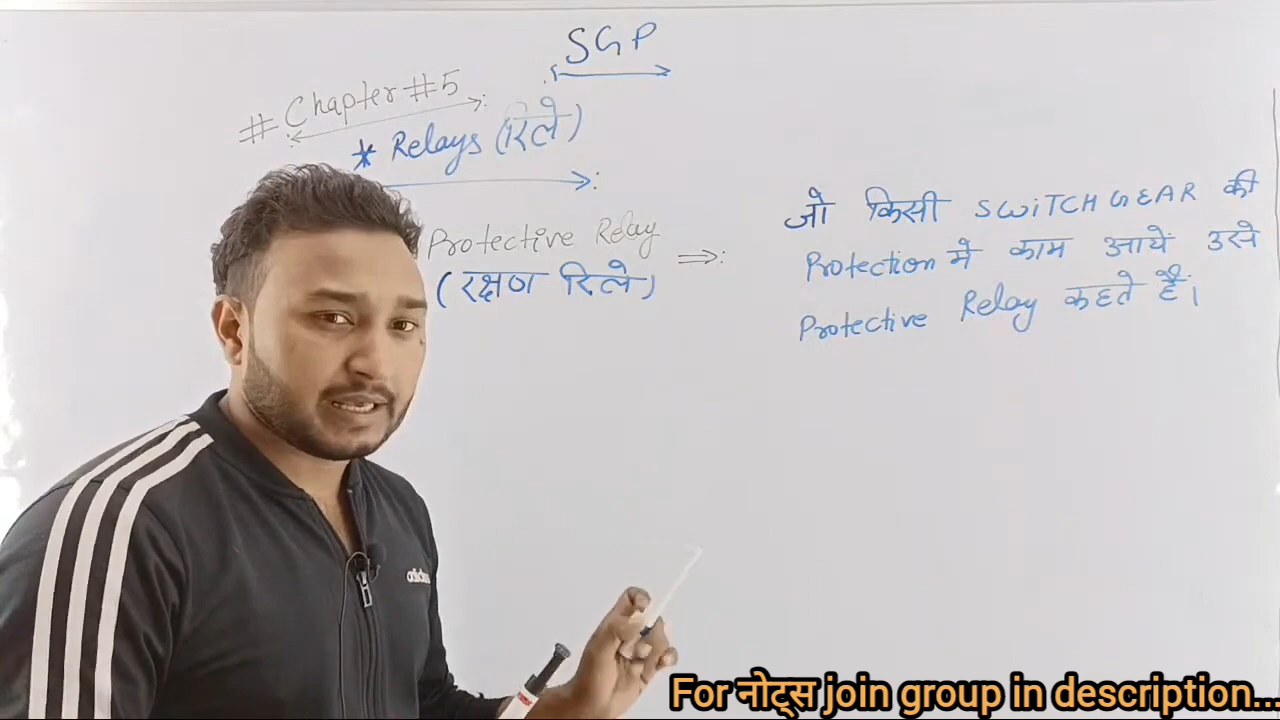 SGP
# Chapter #5
* Relays (रिले)
Protective Relay ⇒:
(रक्षण रिले)
जो किसी SWiTCHGEAR की
Protection मे काम आयें उसे
Protective Relay कहते हैं।
adidas
For नोट्स join group in description...